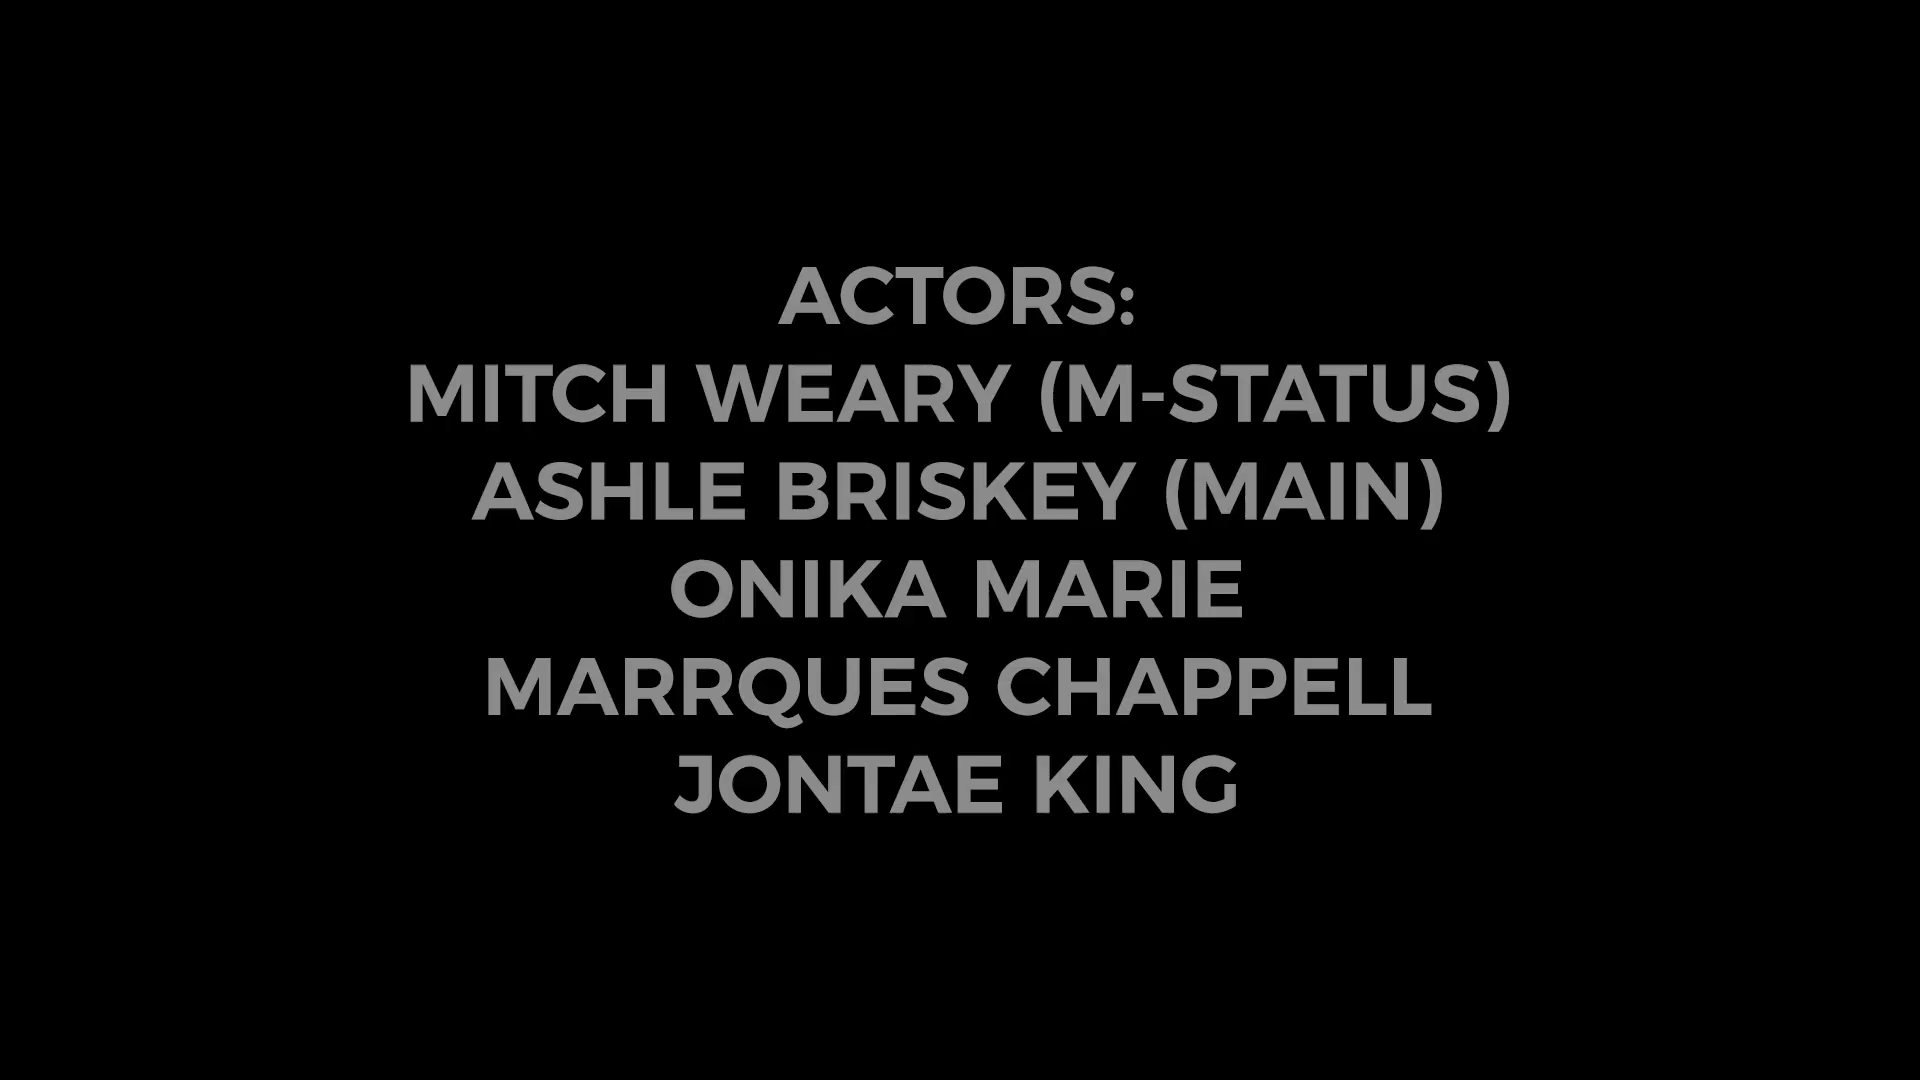 ACTORS:
MITCH WEARY (M-STATUS)
ASHLE BRISKEY (MAIN)
ONIKA MARIE
MARRQUES CHAPPELL
JONTAE KING